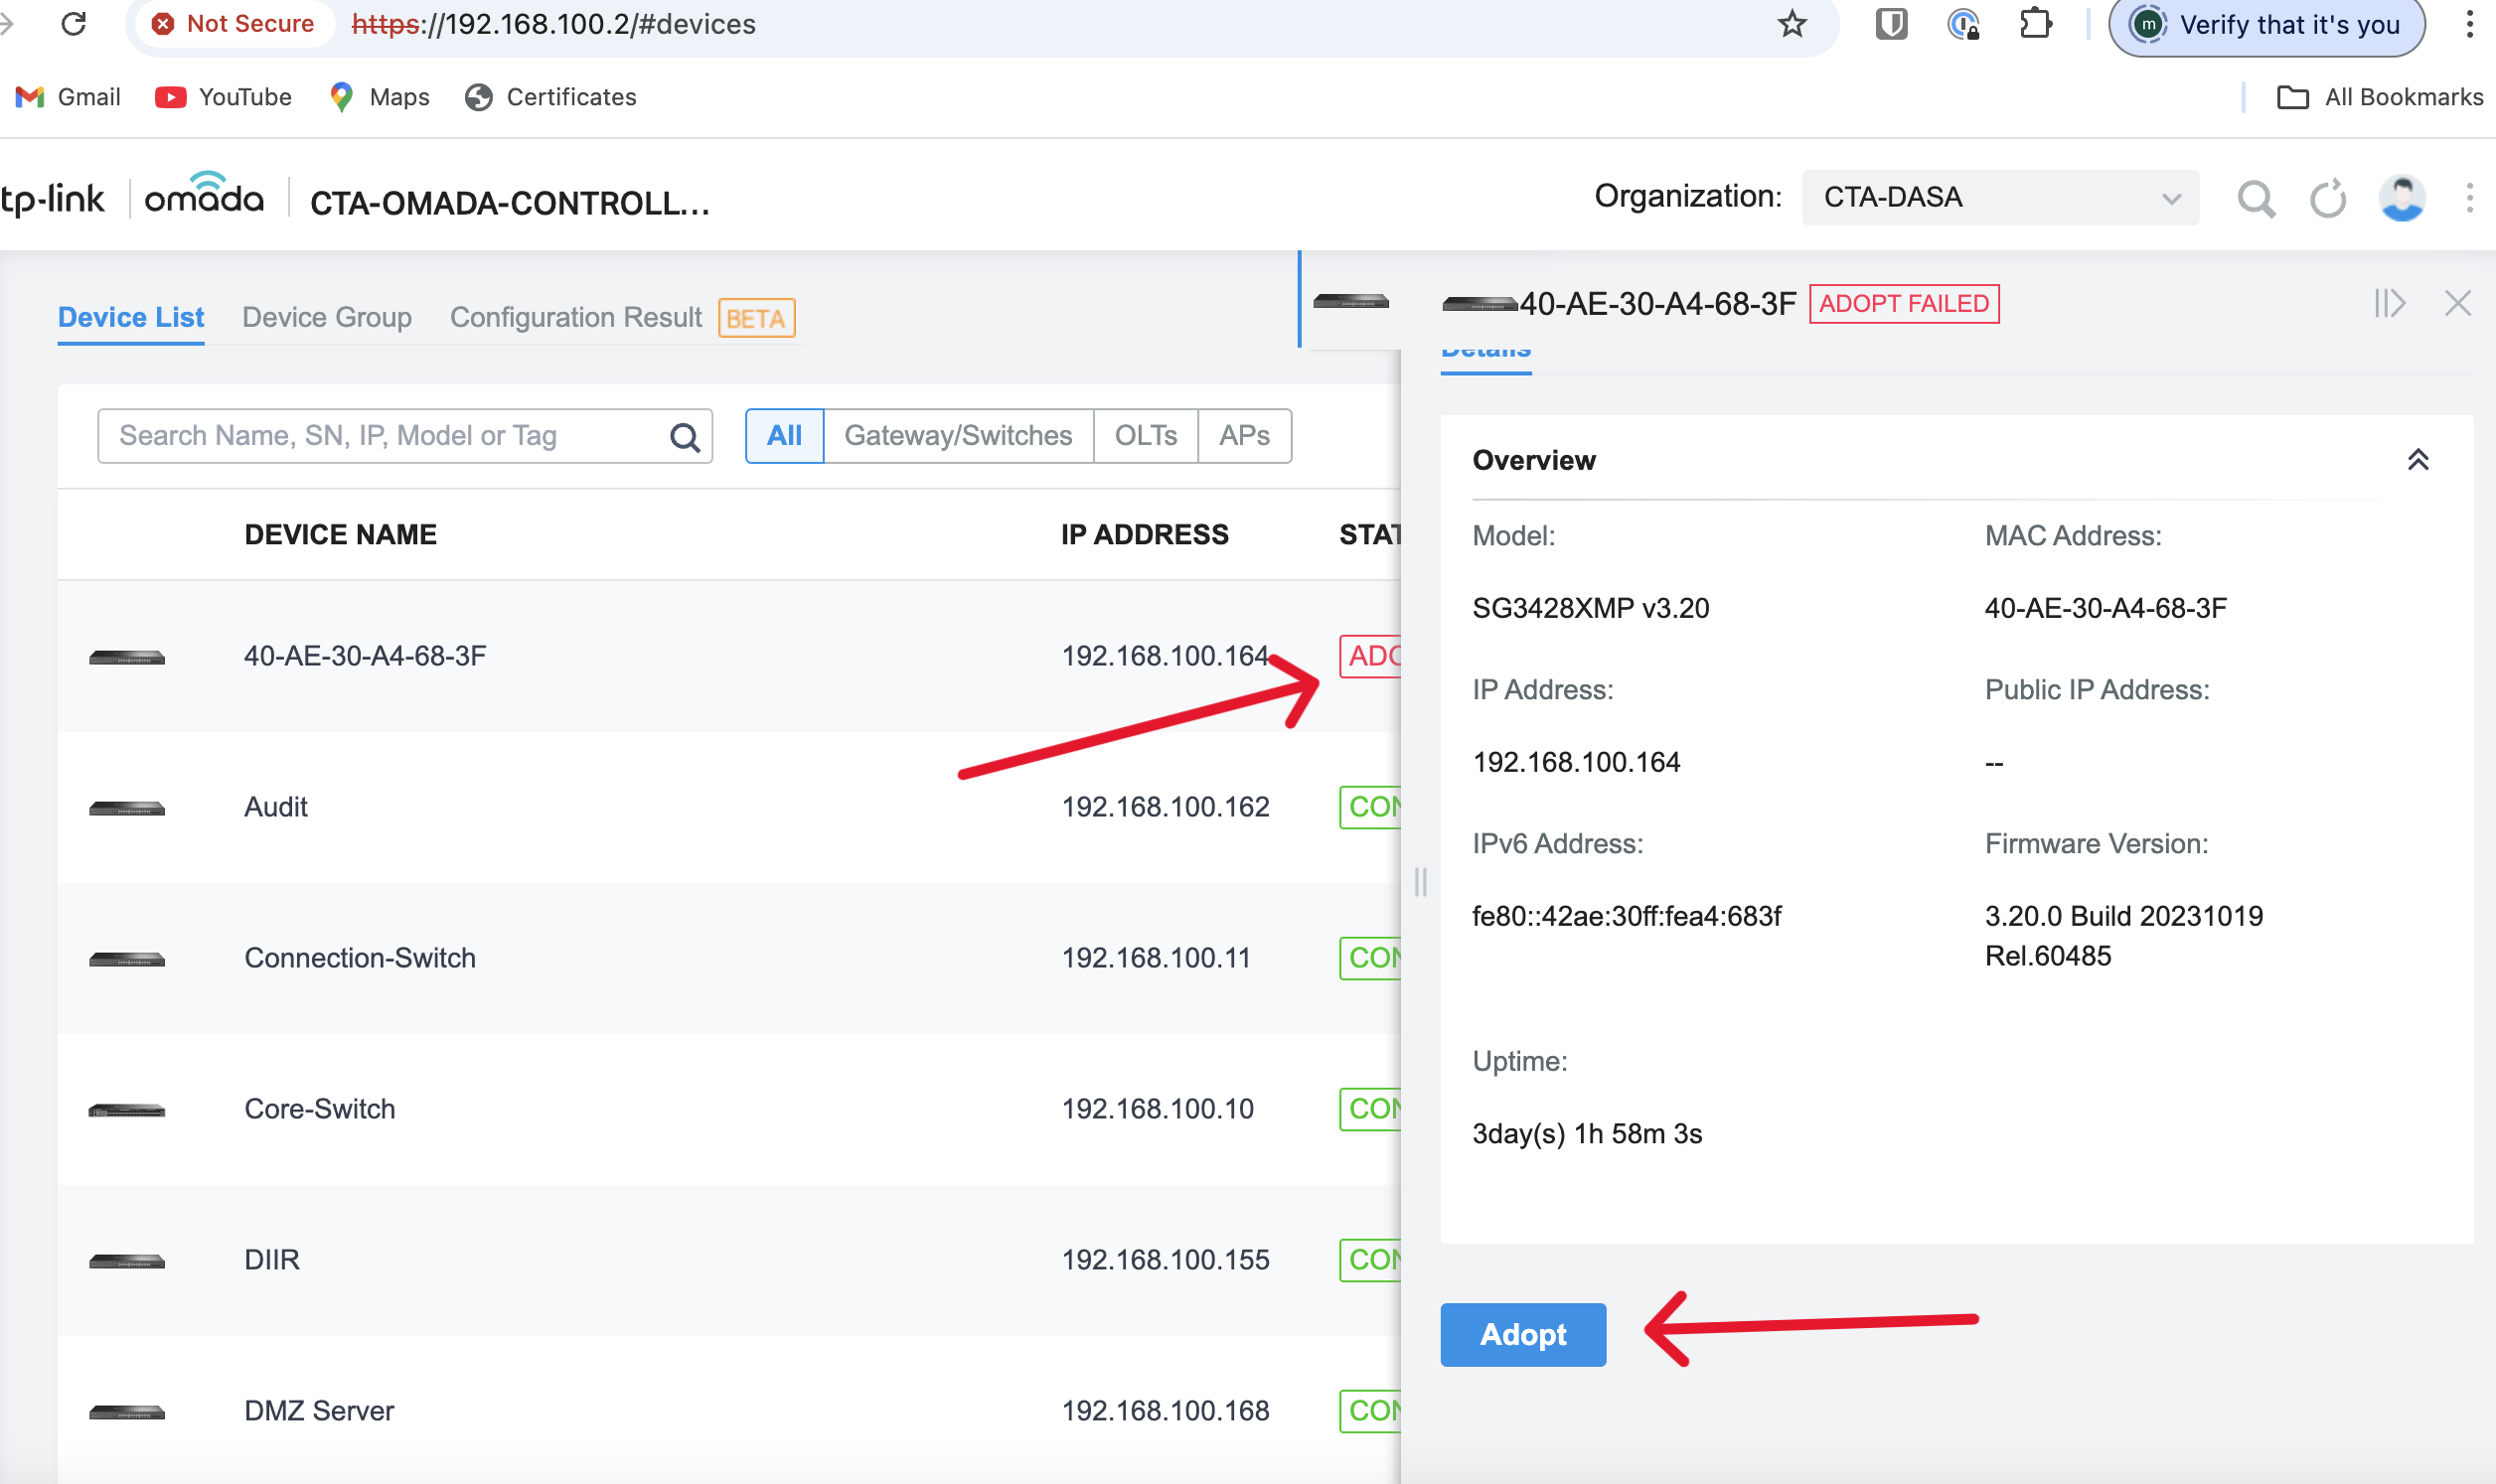 Not Secure https://192.168.100.2/#devices
m Verify that it's you
Gmail YouTube Maps Certificates All Bookmarks
tp-link omada CTA-OMADA-CONTROLL...
Organization: CTA-DASA
Device List Device Group Configuration Result BETA
40-AE-30-A4-68-3F ADOPT FAILED
Details
Search Name, SN, IP, Model or Tag
All Gateway/Switches OLTs APs
DEVICE NAME IP ADDRESS STAT
40-AE-30-A4-68-3F 192.168.100.164 ADO
Audit 192.168.100.162 CON
Connection-Switch 192.168.100.11 CON
Core-Switch 192.168.100.10 CON
DIIR 192.168.100.155 CON
DMZ Server 192.168.100.168 CON
Overview
Model: MAC Address:
SG3428XMP v3.20 40-AE-30-A4-68-3F
IP Address: Public IP Address:
192.168.100.164 --
IPv6 Address: Firmware Version:
fe80::42ae:30ff:fea4:683f 3.20.0 Build 20231019
Rel.60485
Uptime:
3day(s) 1h 58m 3s
Adopt